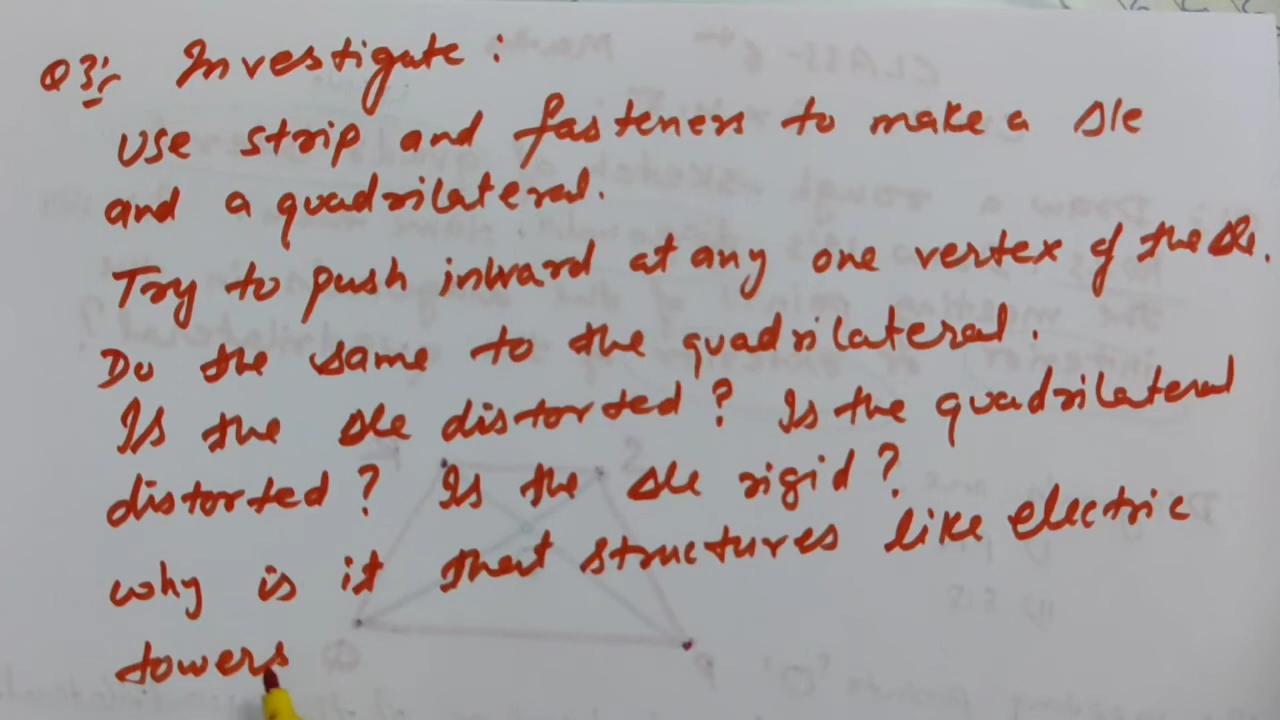 Q3:- Investigate:
Use strip and fasteners to make a Δle
and a quadrilateral.
Try to push inward at any one vertex of the Δle.
Do the same to the quadrilateral.
Is the Δle distorted? Is the quadrilateral
distorted? Is the Δle rigid?
why is it that structures like electric
towers